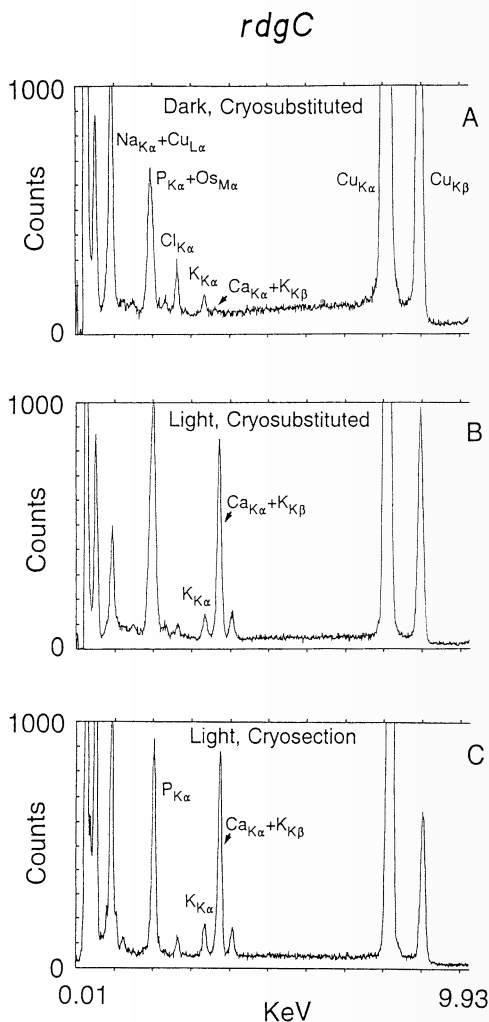 rdgC
1000
Dark, Cryosubstituted
A
NaKα+CuLα
PKα+OsMα
CuKα
CuKβ
ClKα
KKα
CaKα+KKβ
Counts
0
1000
Light, Cryosubstituted
B
CaKα+KKβ
KKα
Counts
0
1000
Light, Cryosection
C
PKα
CaKα+KKβ
KKα
Counts
0
0.01
KeV
9.93